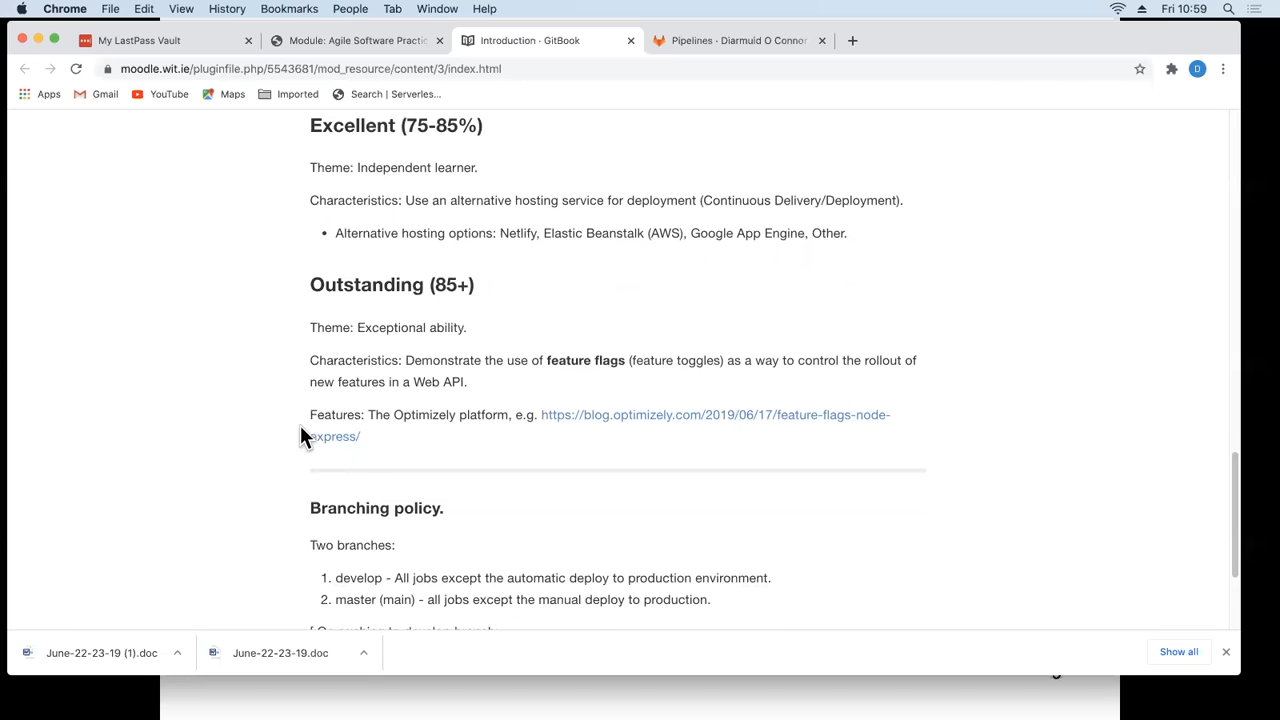 Chrome File Edit View History Bookmarks People Tab Window Help Fri 10:59
My LastPass Vault Module: Agile Software Practic Introduction · GitBook Pipelines · Diarmuid O Connor
moodle.wit.ie/pluginfile.php/5543681/mod_resource/content/3/index.html D
Apps Gmail YouTube Maps Imported Search | Serverless...
Excellent (75-85%)
Theme: Independent learner.
Characteristics: Use an alternative hosting service for deployment (Continuous Delivery/Deployment).
• Alternative hosting options: Netlify, Elastic Beanstalk (AWS), Google App Engine, Other.
Outstanding (85+)
Theme: Exceptional ability.
Characteristics: Demonstrate the use of feature flags (feature toggles) as a way to control the rollout of
new features in a Web API.
Features: The Optimizely platform, e.g. https://blog.optimizely.com/2019/06/17/feature-flags-node-
express/
Branching policy.
Two branches:
1. develop - All jobs except the automatic deploy to production environment.
2. master (main) - all jobs except the manual deploy to production.
June-22-23-19 (1).doc June-22-23-19.doc Show all